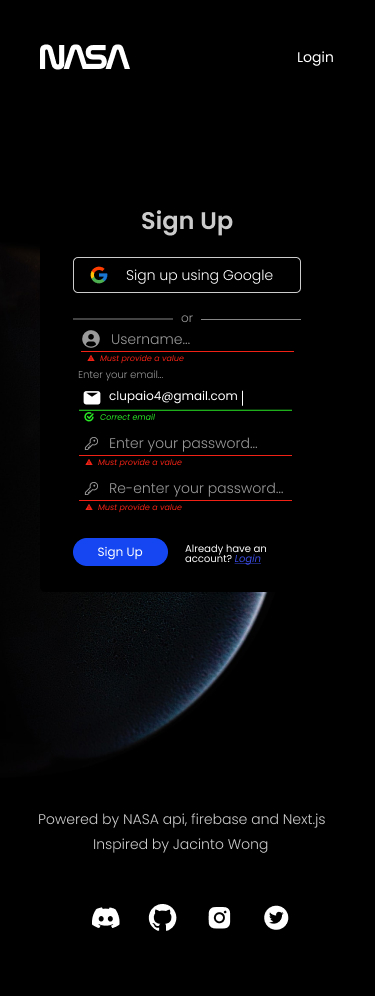 NASA
Login
Sign Up
Sign up using Google
or
Username...
Must provide a value
Enter your email...
clupaio4@gmail.com
Correct email
Enter your password...
Must provide a value
Re-enter your password...
Must provide a value
Sign Up
Already have an
account? Login
Powered by NASA api, firebase and Next.js
Inspired by Jacinto Wong